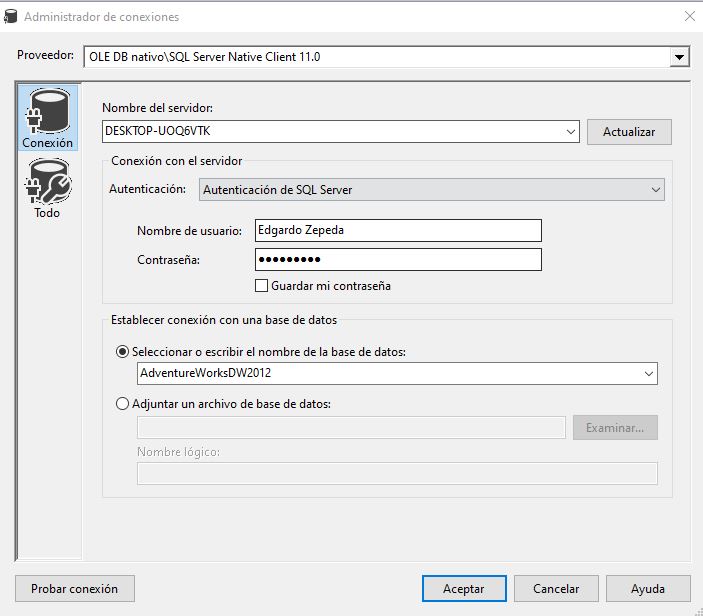 Administrador de conexiones
Proveedor: OLE DB nativo\SQL Server Native Client 11.0
Conexión
Todo
Nombre del servidor:
DESKTOP-UOQ6VTK
Actualizar
Conexión con el servidor
Autenticación: Autenticación de SQL Server
Nombre de usuario: Edgardo Zepeda
Contraseña: ●●●●●●●●●
Guardar mi contraseña
Establecer conexión con una base de datos
Seleccionar o escribir el nombre de la base de datos:
AdventureWorksDW2012
Adjuntar un archivo de base de datos:
Examinar...
Nombre lógico:
Probar conexión
Aceptar
Cancelar
Ayuda